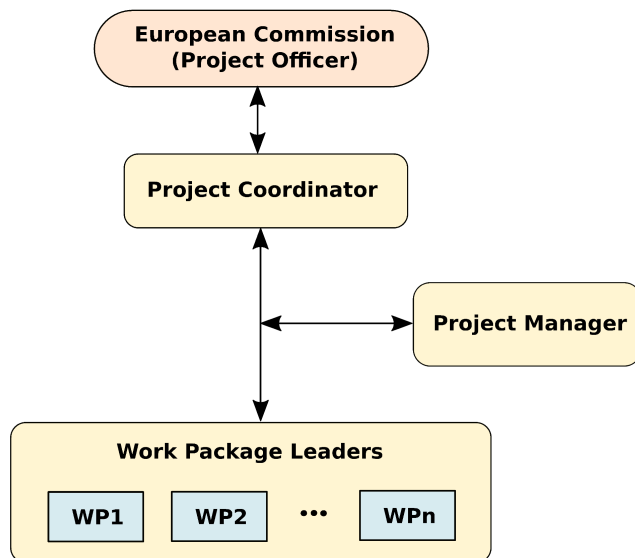 European Commission
(Project Officer)
Project Coordinator
Project Manager
Work Package Leaders
WP1 WP2 ••• WPn